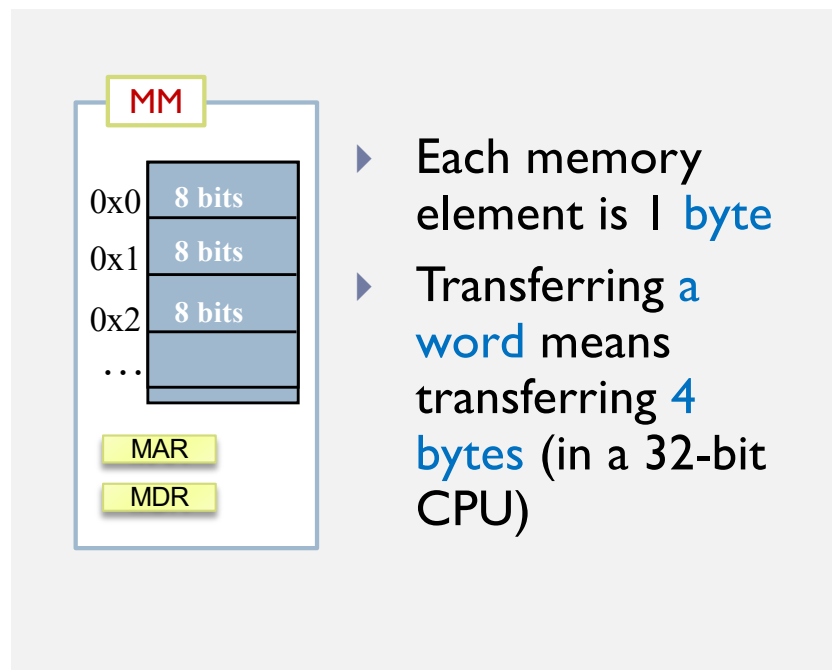 MM
0x0 8 bits
0x1 8 bits
0x2 8 bits
...
MAR
MDR
Each memory
element is 1 byte
Transferring a
word means
transferring 4
bytes (in a 32-bit
CPU)